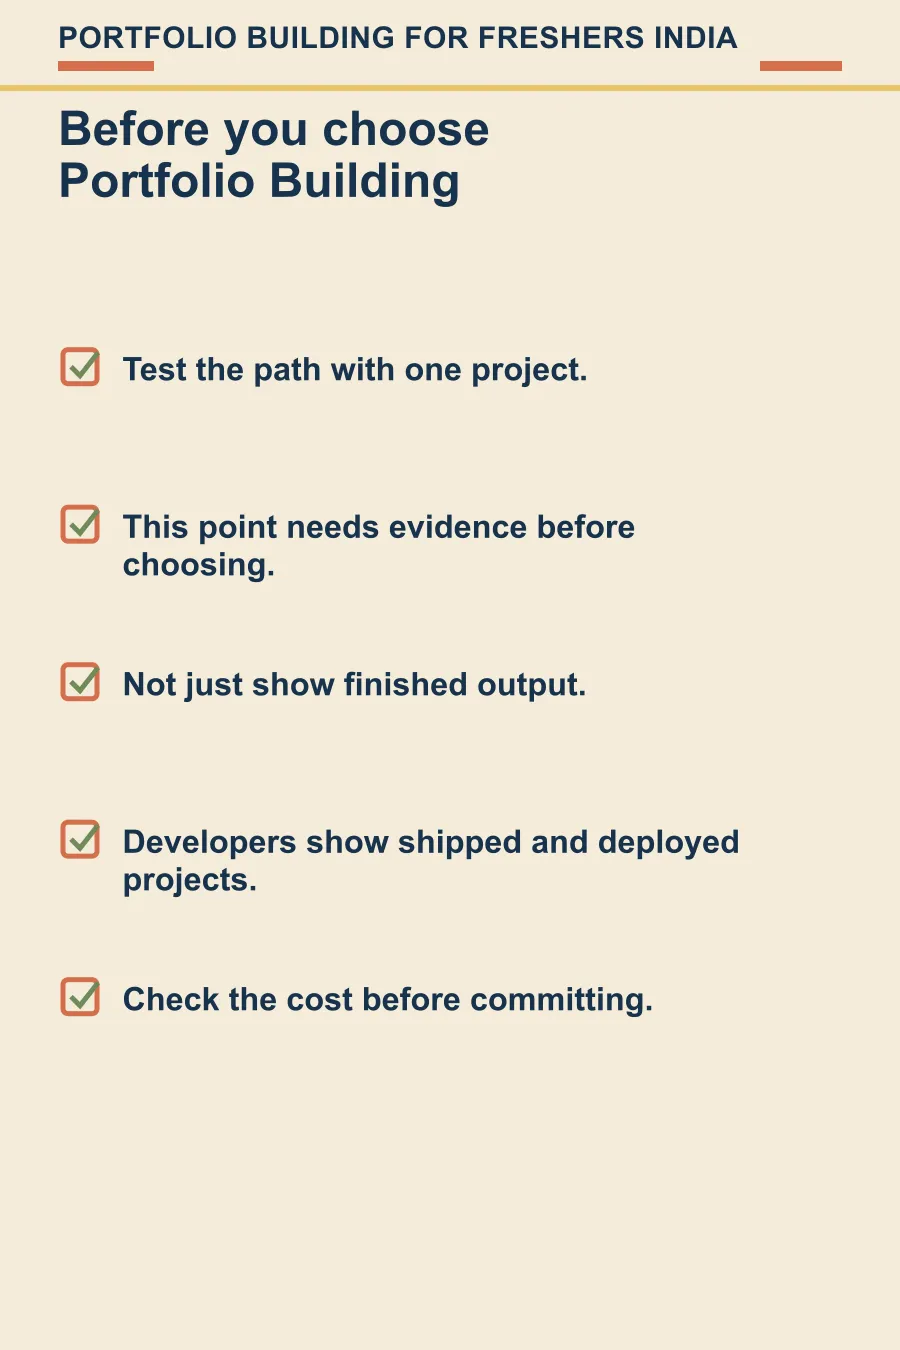 PORTFOLIO BUILDING FOR FRESHERS INDIA
Before you choose
Portfolio Building
Test the path with one project.
This point needs evidence before
choosing.
Not just show finished output.
Developers show shipped and deployed
projects.
Check the cost before committing.